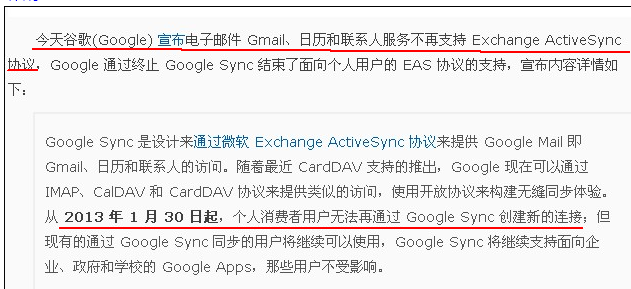 今天谷歌(Google) 宣布电子邮件 Gmail、日历和联系人服务不再支持 Exchange ActiveSync
协议，Google 通过终止 Google Sync 结束了面向个人用户的 EAS 协议的支持，宣布内容详情如
下：
Google Sync 是设计来通过微软 Exchange ActiveSync 协议来提供 Google Mail 即
Gmail、日历和联系人的访问。随着最近 CardDAV 支持的推出，Google 现在可以通过
IMAP、CalDAV 和 CardDAV 协议来提供类似的访问，使用开放协议来构建无缝同步体验。
从 2013 年 1 月 30 日起，个人消费者用户无法再通过 Google Sync 创建新的连接，但
现有的通过 Google Sync 同步的用户将继续可以使用，Google Sync 将继续支持面向企
业、政府和学校的 Google Apps，那些用户不受影响。